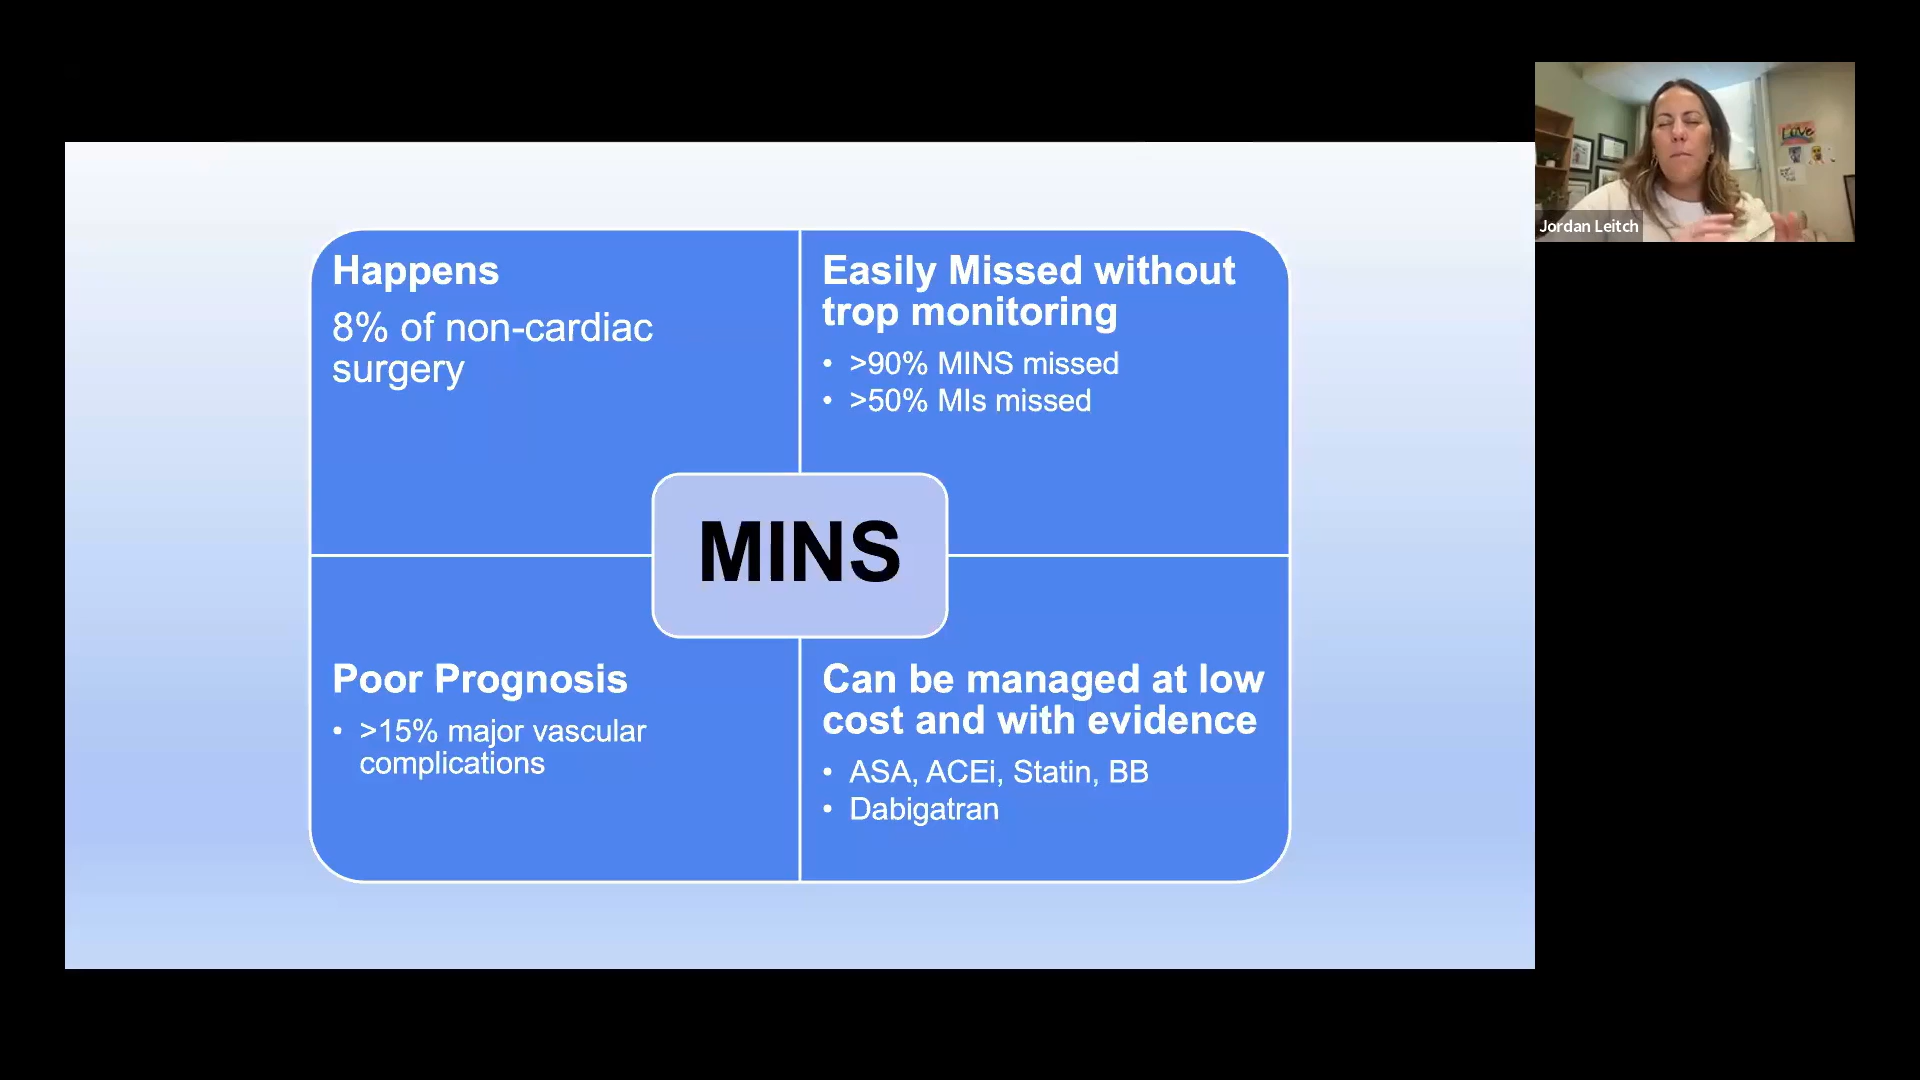 Happens
8% of non-cardiac
surgery
Easily Missed without
trop monitoring
• >90% MINS missed
• >50% MIs missed
MINS
Poor Prognosis
• >15% major vascular
complications
Can be managed at low
cost and with evidence
• ASA, ACEi, Statin, BB
• Dabigatran
LOVE
Jordan Leitch